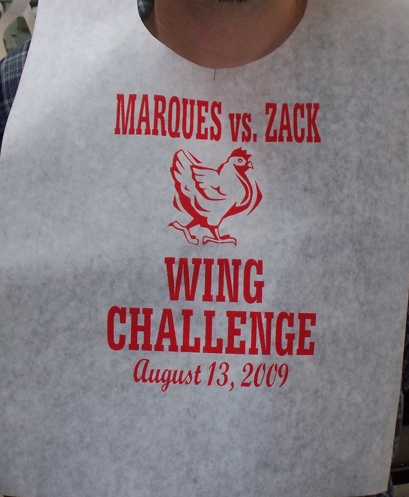 MARQUES vs. ZACK
WING
CHALLENGE
August 13, 2009